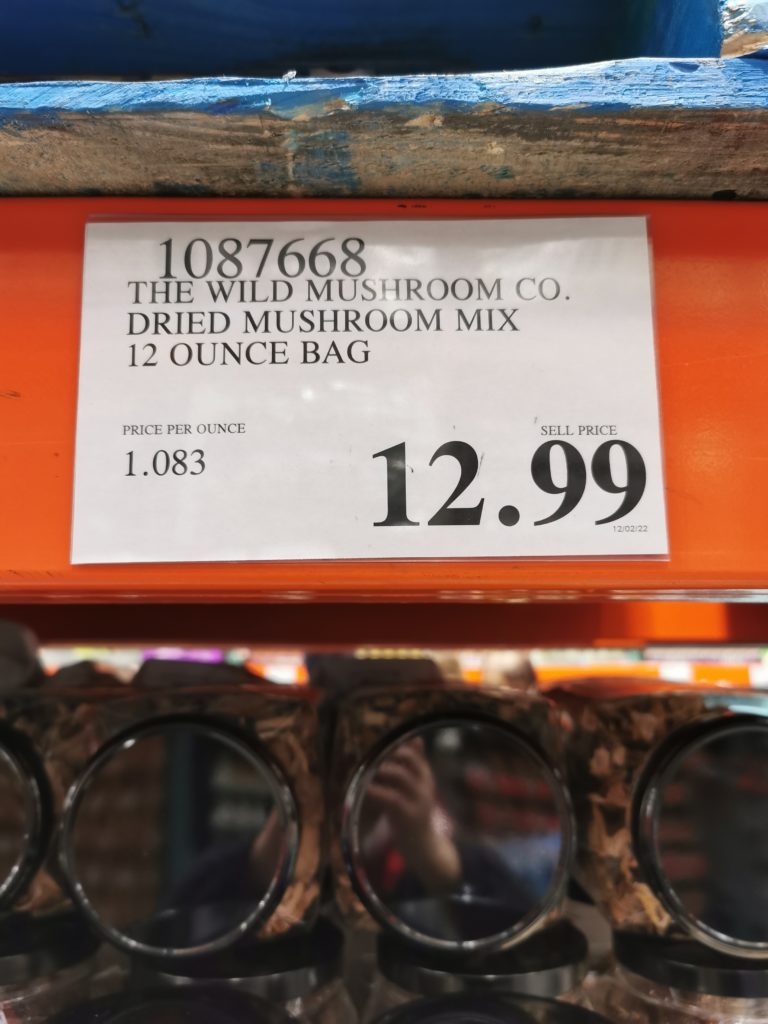 1087668
THE WILD MUSHROOM CO.
DRIED MUSHROOM MIX
12 OUNCE BAG
PRICE PER OUNCE
1.083
SELL PRICE
12.99
12/02/22